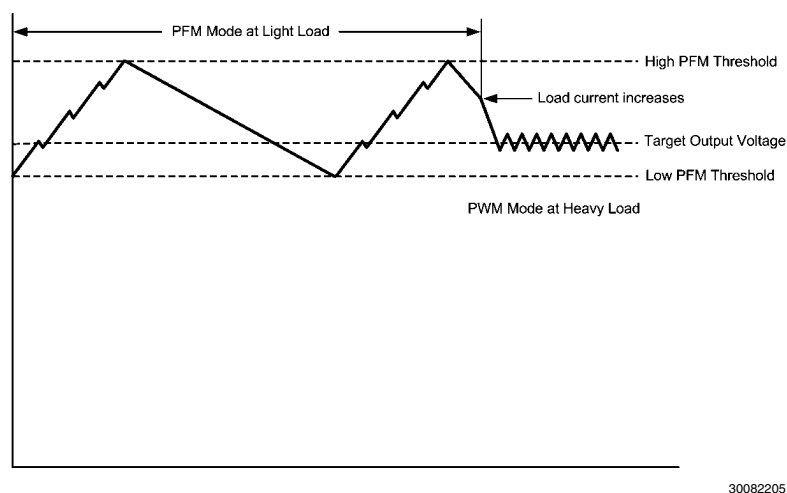 PFM Mode at Light Load
High PFM Threshold
Load current increases
Target Output Voltage
Low PFM Threshold
PWM Mode at Heavy Load
30082205